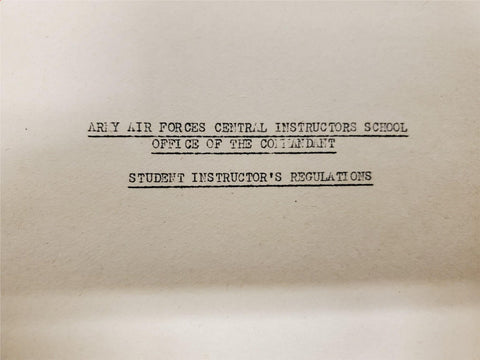 ARMY AIR FORCES CENTRAL INSTRUCTORS SCHOOL
OFFICE OF THE COMMANDANT
STUDENT INSTRUCTOR'S REGULATIONS